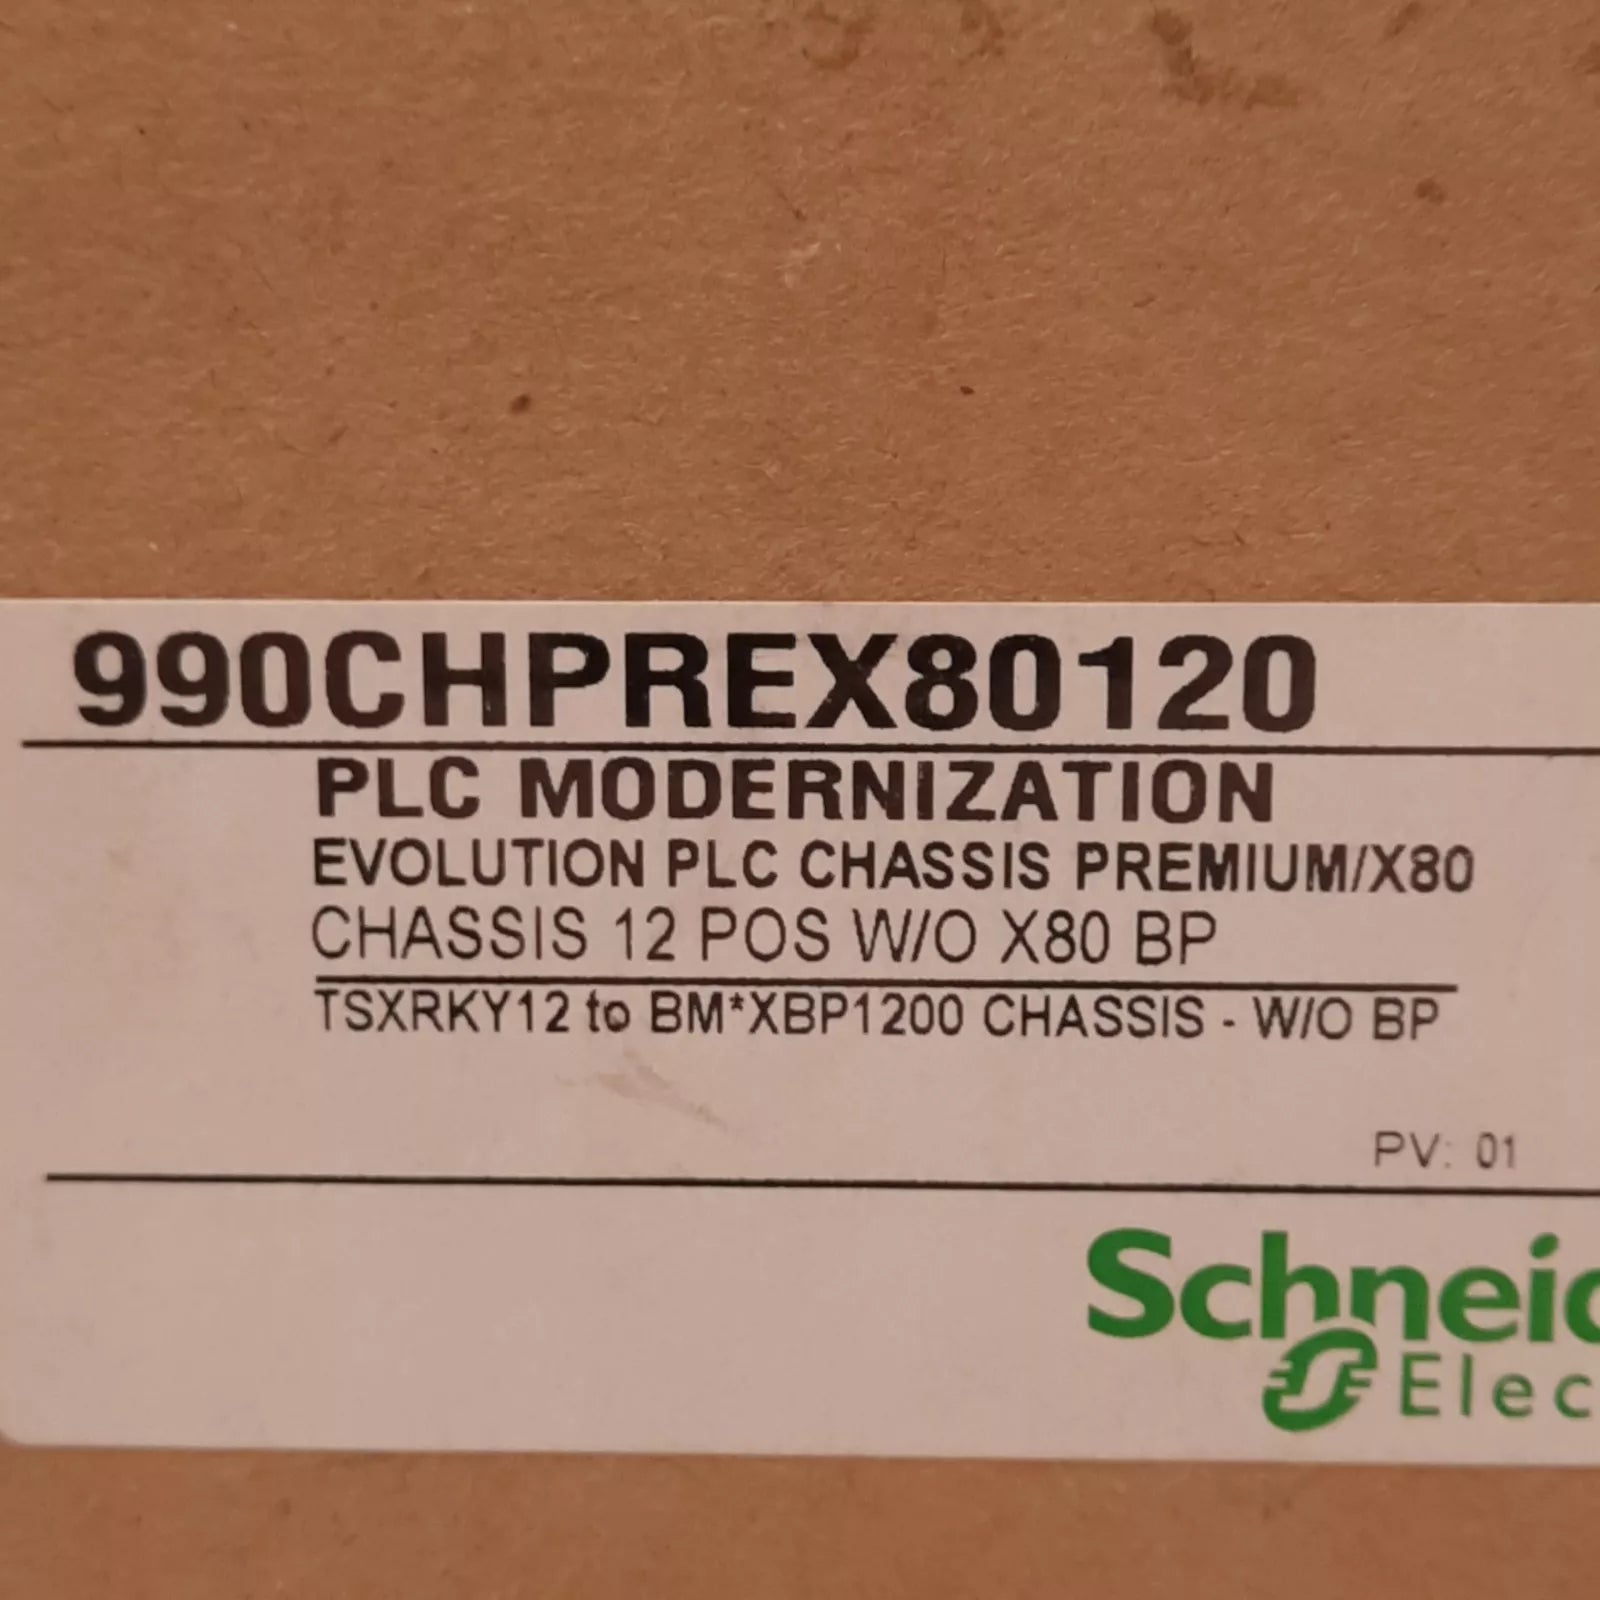 990CHPREX80120
PLC MODERNIZATION
EVOLUTION PLC CHASSIS PREMIUM/X80
CHASSIS 12 POS W/O X80 BP
TSXRKY12 to BM*XBP1200 CHASSIS - W/O BP
PV: 01
Schneid
Elec